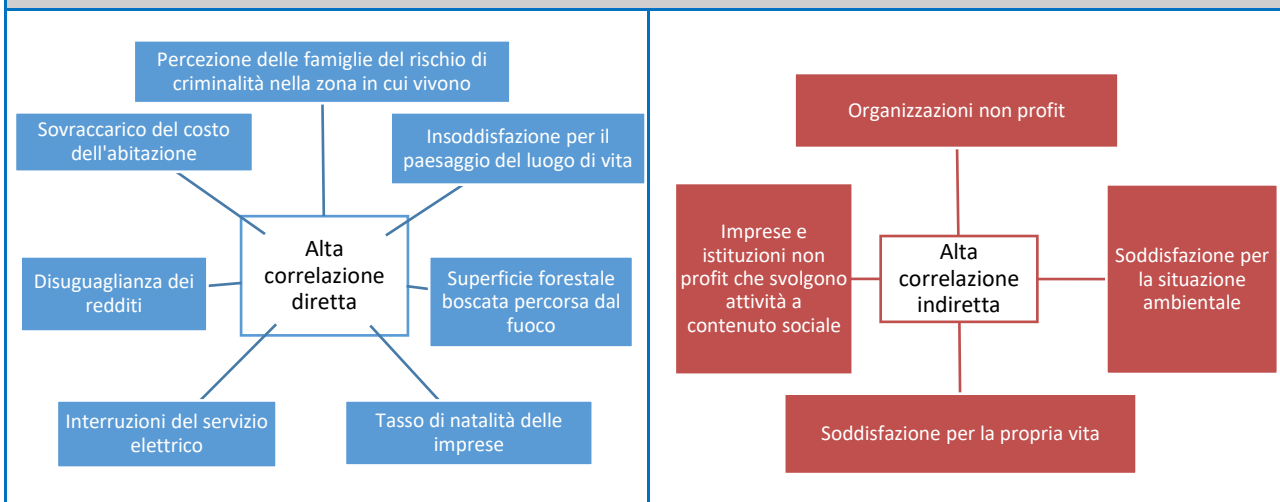 Percezione delle famiglie del rischio di
criminalità nella zona in cui vivono
Sovraccarico del costo
dell'abitazione
Insoddisfazione per il
paesaggio del luogo di vita
Alta
correlazione
diretta
Disuguaglianza dei
redditi
Superficie forestale
boscata percorsa dal
fuoco
Interruzioni del servizio
elettrico
Tasso di natalità delle
imprese
Organizzazioni non profit
Imprese e
istituzioni non
profit che svolgono
attività a
contenuto sociale
Alta
correlazione
indiretta
Soddisfazione per
la situazione
ambientale
Soddisfazione per la propria vita